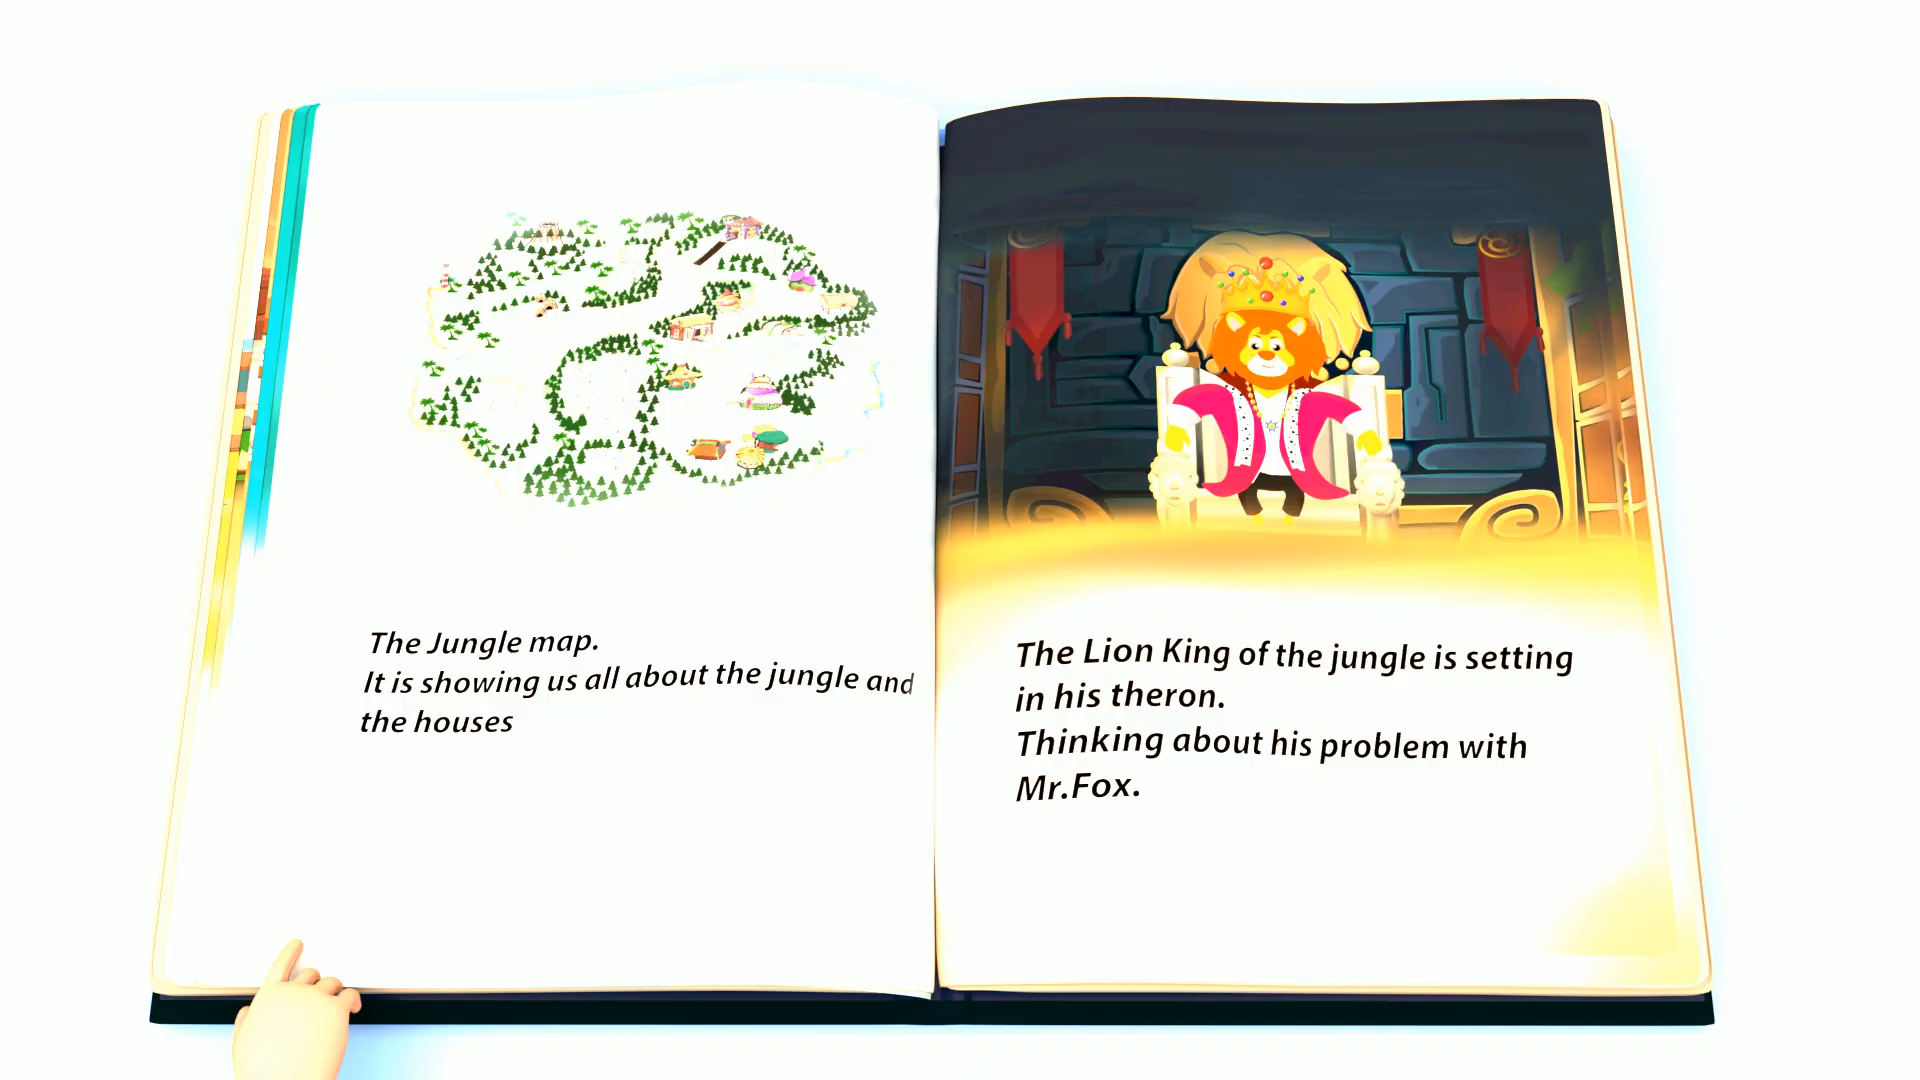 The Jungle map.
It is showing us all about the jungle and
the houses
The Lion King of the jungle is setting
in his theron.
Thinking about his problem with
Mr.Fox.